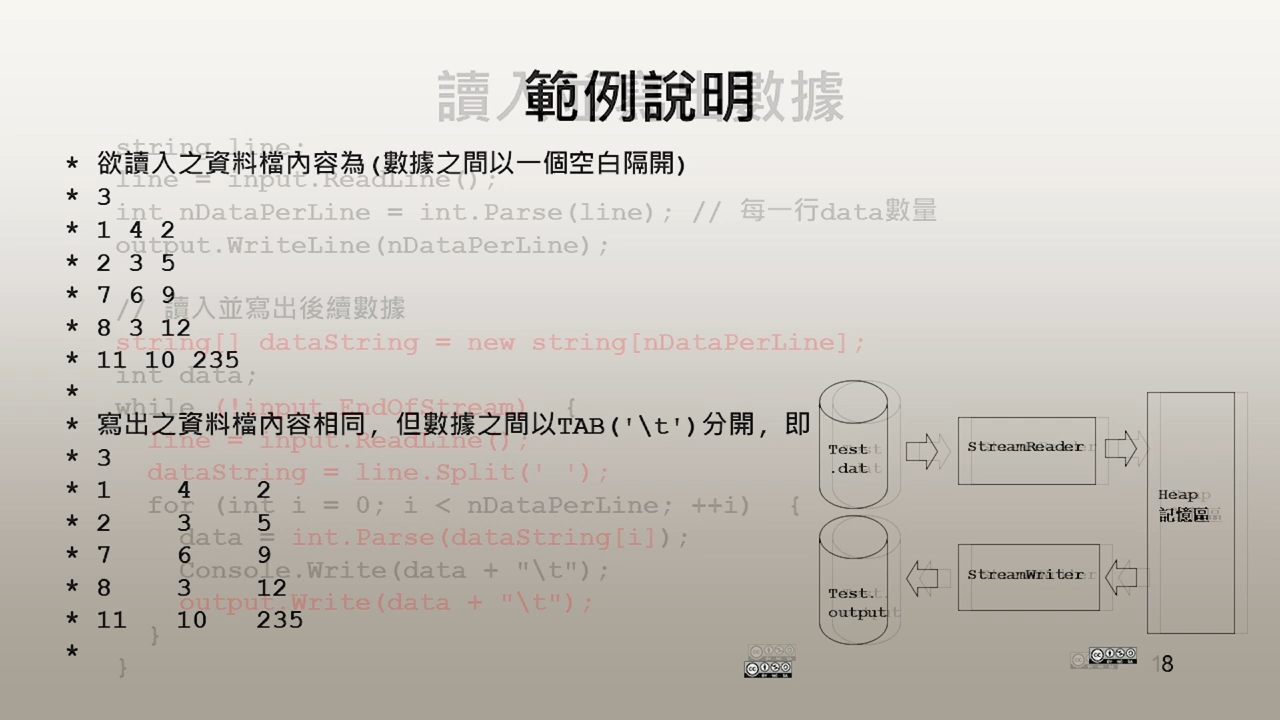 讀入並寫出數據
範例說明
string line;
* 欲讀入之資料檔內容為(數據之間以一個空白隔開)
line = input.ReadLine();
* 3
int nDataPerLine = int.Parse(line); // 每一行data數量
* 1 4 2
output.WriteLine(nDataPerLine);
* 2 3 5
* 7 6 9
// 讀入並寫出後續數據
* 8 3 12
string[] dataString = new string[nDataPerLine];
* 11 10 235
int data;
*
while (!input.EndOfStream) {
* 寫出之資料檔內容相同, 但數據之間以TAB('\t')分開, 即
line = input.ReadLine();
* 3
dataString = line.Split(' ');
* 1 4 2
for (int i = 0; i < nDataPerLine; ++i) {
* 2 3 5
data = int.Parse(dataString[i]);
* 7 6 9
Console.Write(data + "\t");
* 8 3 12
output.Write(data + "\t");
* 11 10 235
}
*
}
Test
.dat
StreamReader
Heap
記憶區
Test.
output
StreamWriter
18